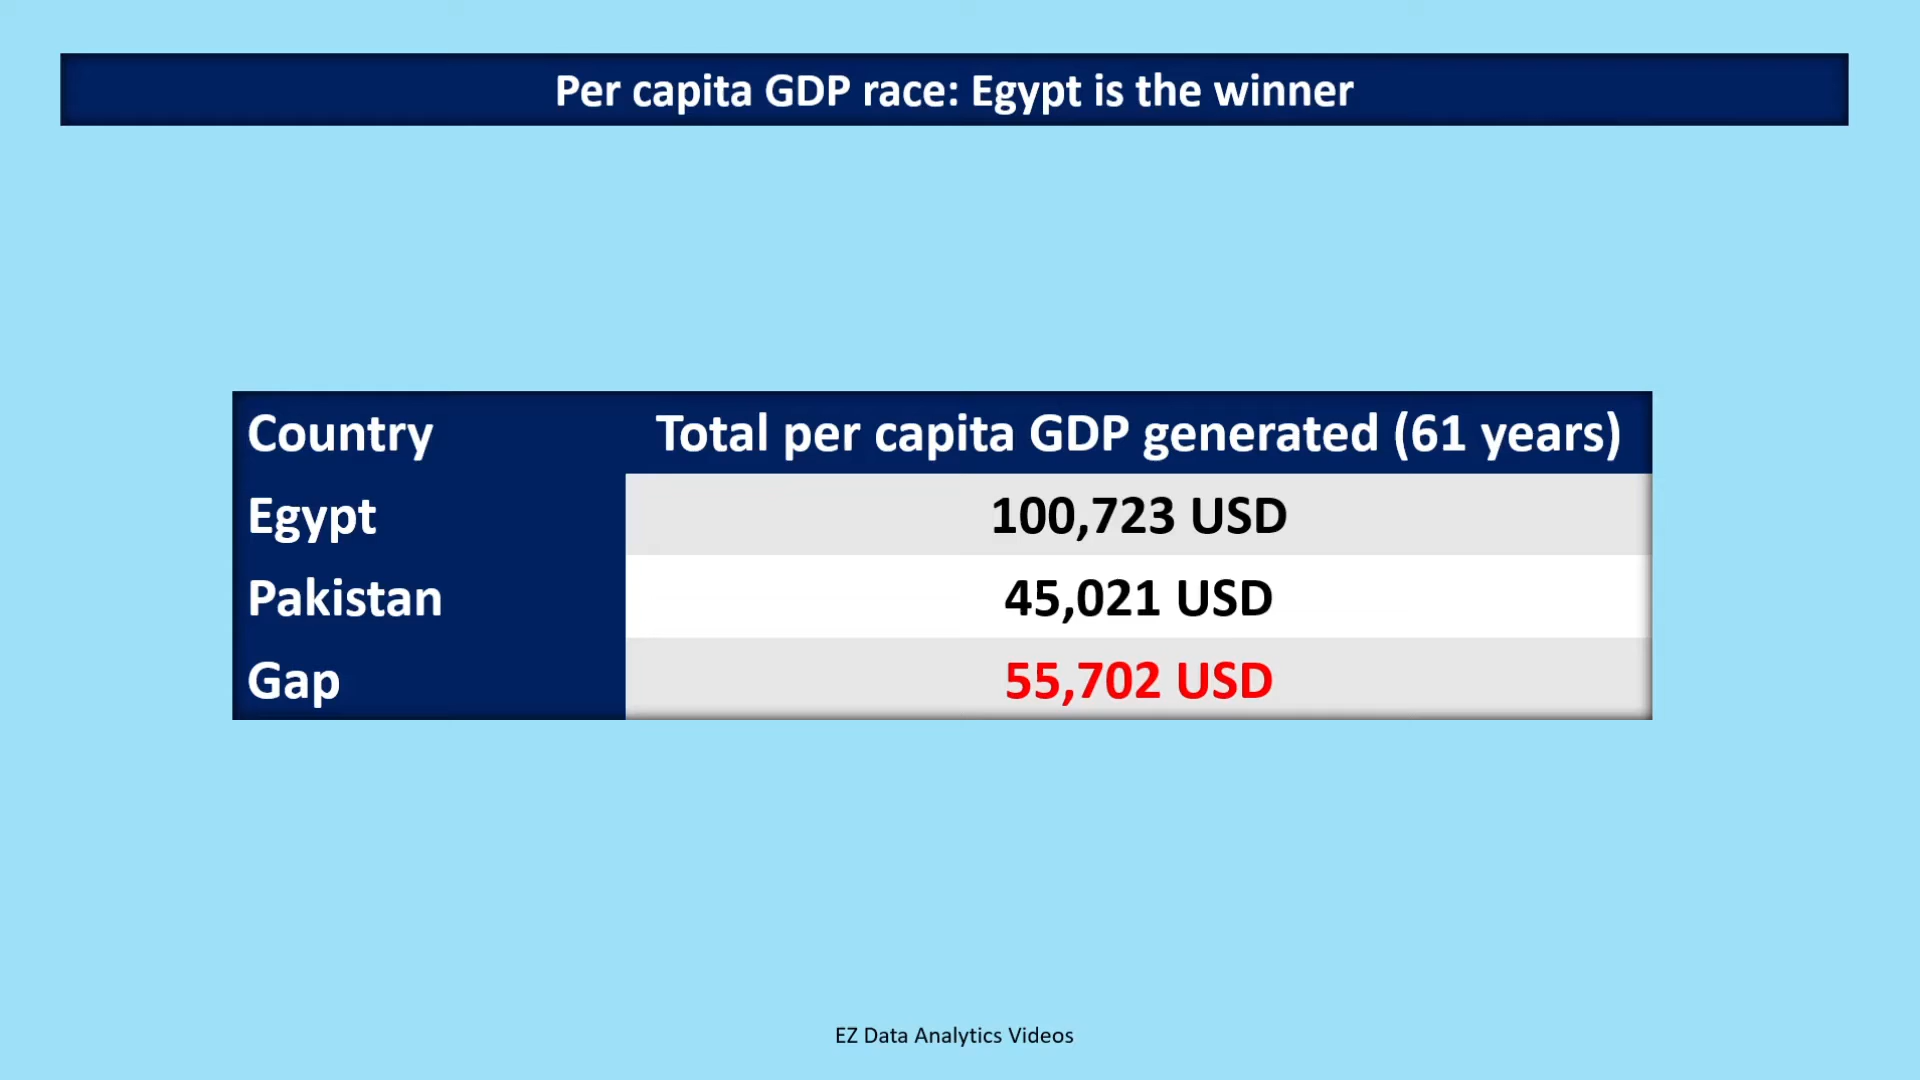 Per capita GDP race: Egypt is the winner
Country Total per capita GDP generated (61 years)
Egypt 100,723 USD
Pakistan 45,021 USD
Gap 55,702 USD
EZ Data Analytics Videos